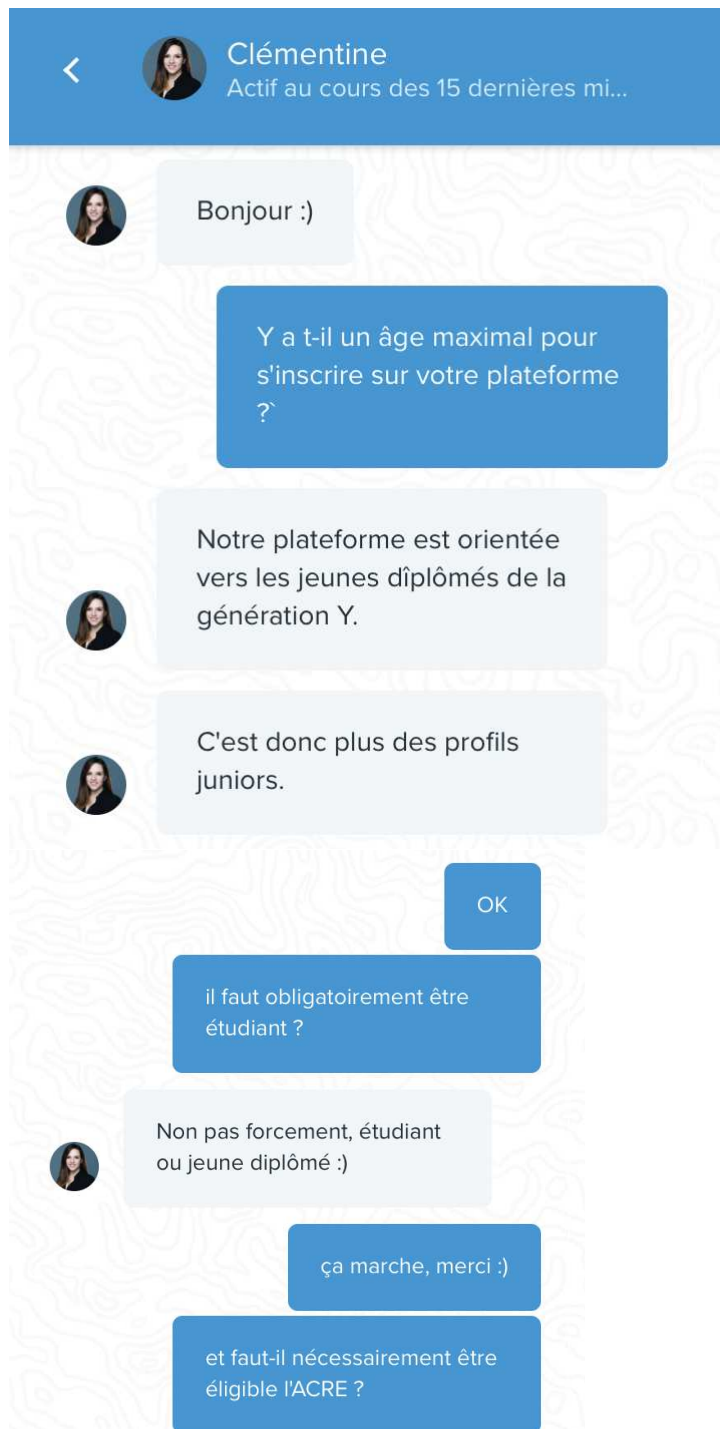 Clémentine
Actif au cours des 15 dernières mi...
Bonjour :)
Y a t-il un âge maximal pour
s'inscrire sur votre plateforme
?`
Notre plateforme est orientée
vers les jeunes dîplômés de la
génération Y.
C'est donc plus des profils
juniors.
OK
il faut obligatoirement être
étudiant ?
Non pas forcement, étudiant
ou jeune diplômé :)
ça marche, merci :)
et faut-il nécessairement être
éligible l'ACRE ?